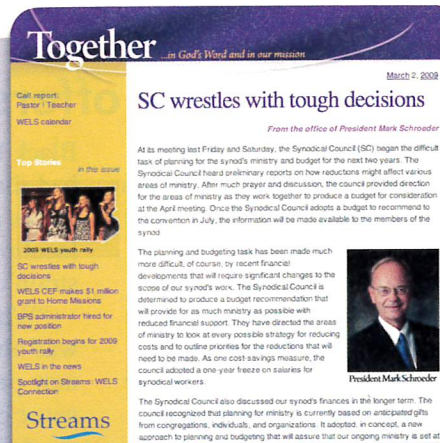 Together
...in God's Word and in our mission
March 2, 2009
Call report:
Pastor | Teacher
WELS calendar
Top Stories
in this issue
2009 WELS youth rally
SC wrestles with tough
decisions
WELS CEF makes $1 million
grant to Home Missions
BPS administrator hired for
new position
Registration begins for 2009
youth rally
WELS in the news
Spotlight on Streams: WELS
Connection
Streams
SC wrestles with tough decisions
From the office of President Mark Schroeder
At its meeting last Friday and Saturday, the Synodical Council (SC) began the difficult
task of planning for the synod's ministry and budget for the next two years. The
Synodical Council heard preliminary reports on how reductions might affect various
areas of ministry. After much prayer and discussion, the council provided direction
for the areas of ministry as they work together to produce a budget for consideration
at the April meeting. Once the Synodical Council adopts a budget to recommend to
the convention in July, the information will be made available to the members of the
synod
The planning and budgeting task has been made much
more difficult, of course, by recent financial
developments that will require significant changes to the
scope of our synod's work. The Synodical Council is
determined to produce a budget recommendation that
will provide for as much ministry as possible with
reduced financial support. They have directed the areas
of ministry to look at every possible strategy for reducing
costs and to outline priorities for the reductions that will
need to be made. As one cost-savings measure, the
council adopted a one-year freeze on salaries for
synodical workers.
President Mark Schroeder
The Synodical Council also discussed our synod's finances in the longer term. The
council recognized that planning for ministry is currently based on anticipated gifts
from congregations, individuals, and organizations. It adopted, in concept, a new
approach to planning and budgeting that will assure that our ongoing ministry is set at